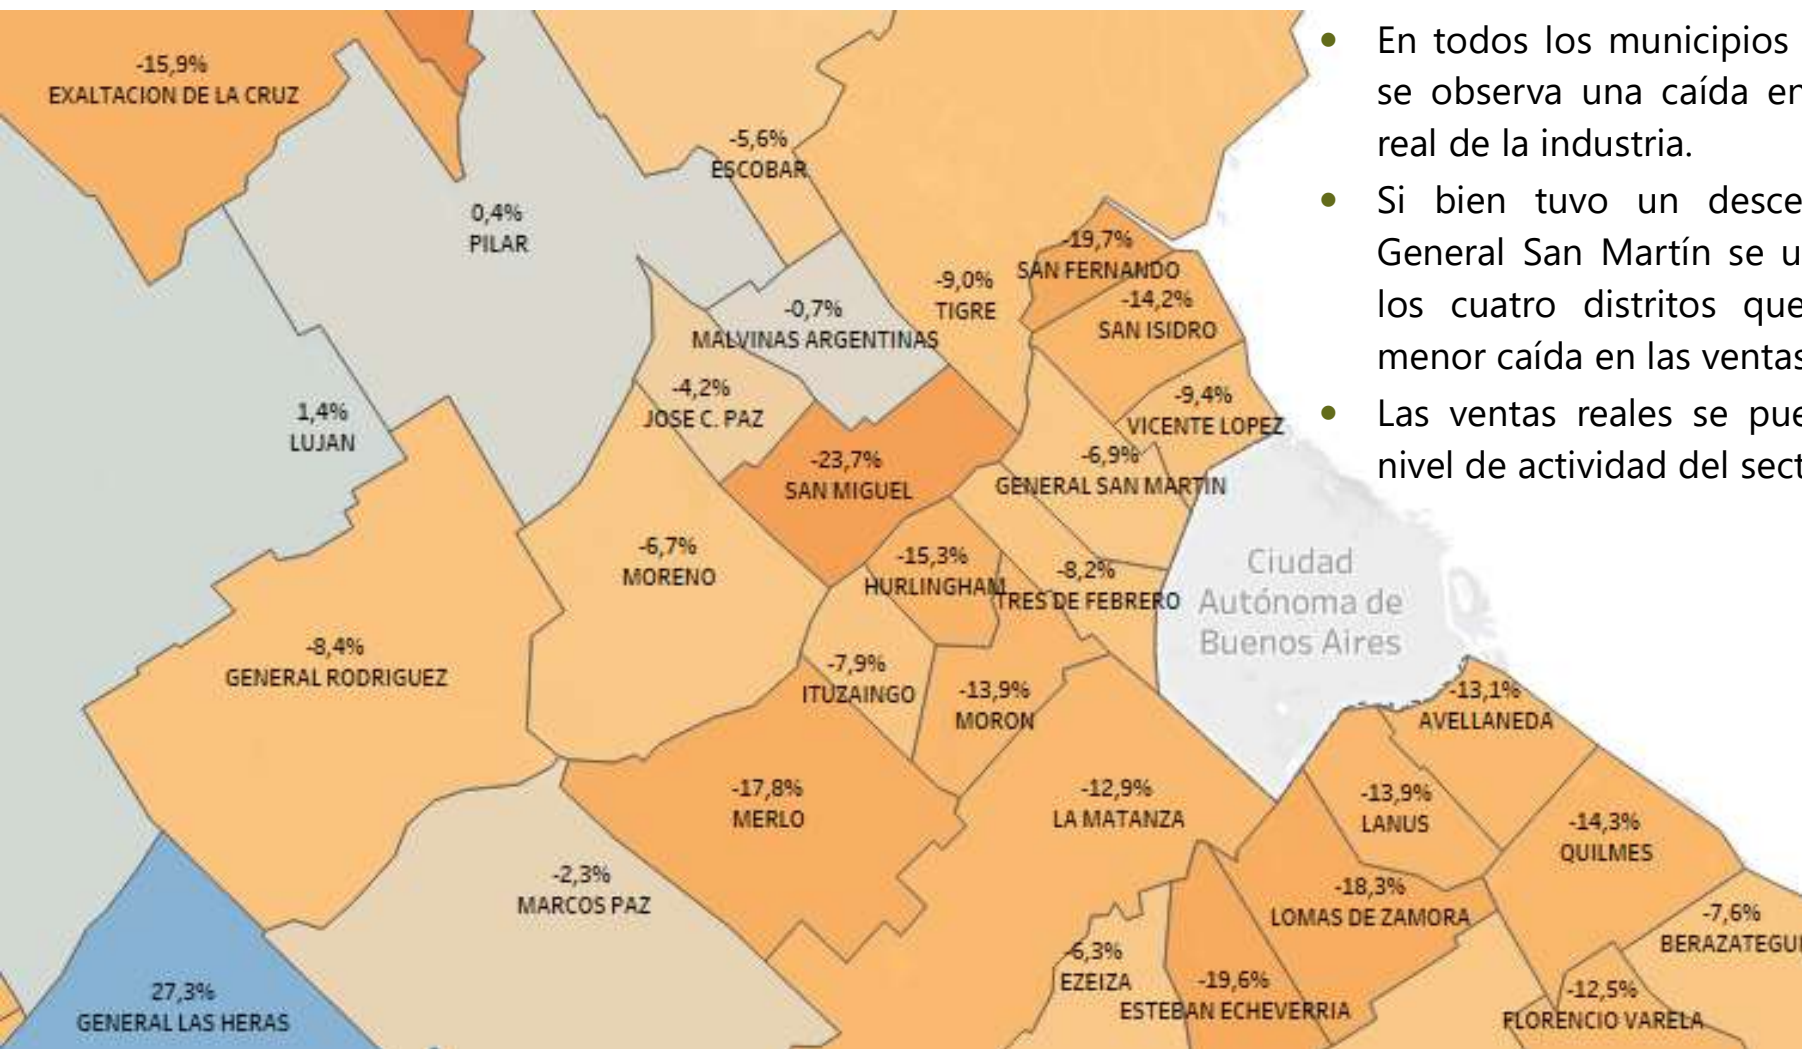 -15,9%
EXALTACION DE LA CRUZ
-5,6%
ESCOBAR
0,4%
PILAR
-19,7%
SAN FERNANDO
-9,0%
TIGRE
-14,2%
SAN ISIDRO
-0,7%
MALVINAS ARGENTINAS
-4,2%
JOSE C. PAZ
-9,4%
VICENTE LOPEZ
1,4%
LUJAN
-23,7%
SAN MIGUEL
-6,9%
GENERAL SAN MARTIN
-6,7%
MORENO
-15,3%
HURLINGHAM
-8,2%
TRES DE FEBRERO
Ciudad
Autónoma de
Buenos Aires
-8,4%
GENERAL RODRIGUEZ
-7,9%
ITUZAINGO
-13,9%
MORON
-13,1%
AVELLANEDA
-17,8%
MERLO
-12,9%
LA MATANZA
-13,9%
LANUS
-14,3%
QUILMES
-2,3%
MARCOS PAZ
-18,3%
LOMAS DE ZAMORA
-7,6%
BERAZATEGUI
-6,3%
EZEIZA
-19,6%
ESTEBAN ECHEVERRIA
-12,5%
FLORENCIO VARELA
27,3%
GENERAL LAS HERAS
• En todos los municipios
se observa una caída en
real de la industria.
• Si bien tuvo un desce
General San Martín se u
los cuatro distritos que
menor caída en las ventas
• Las ventas reales se pue
nivel de actividad del sect